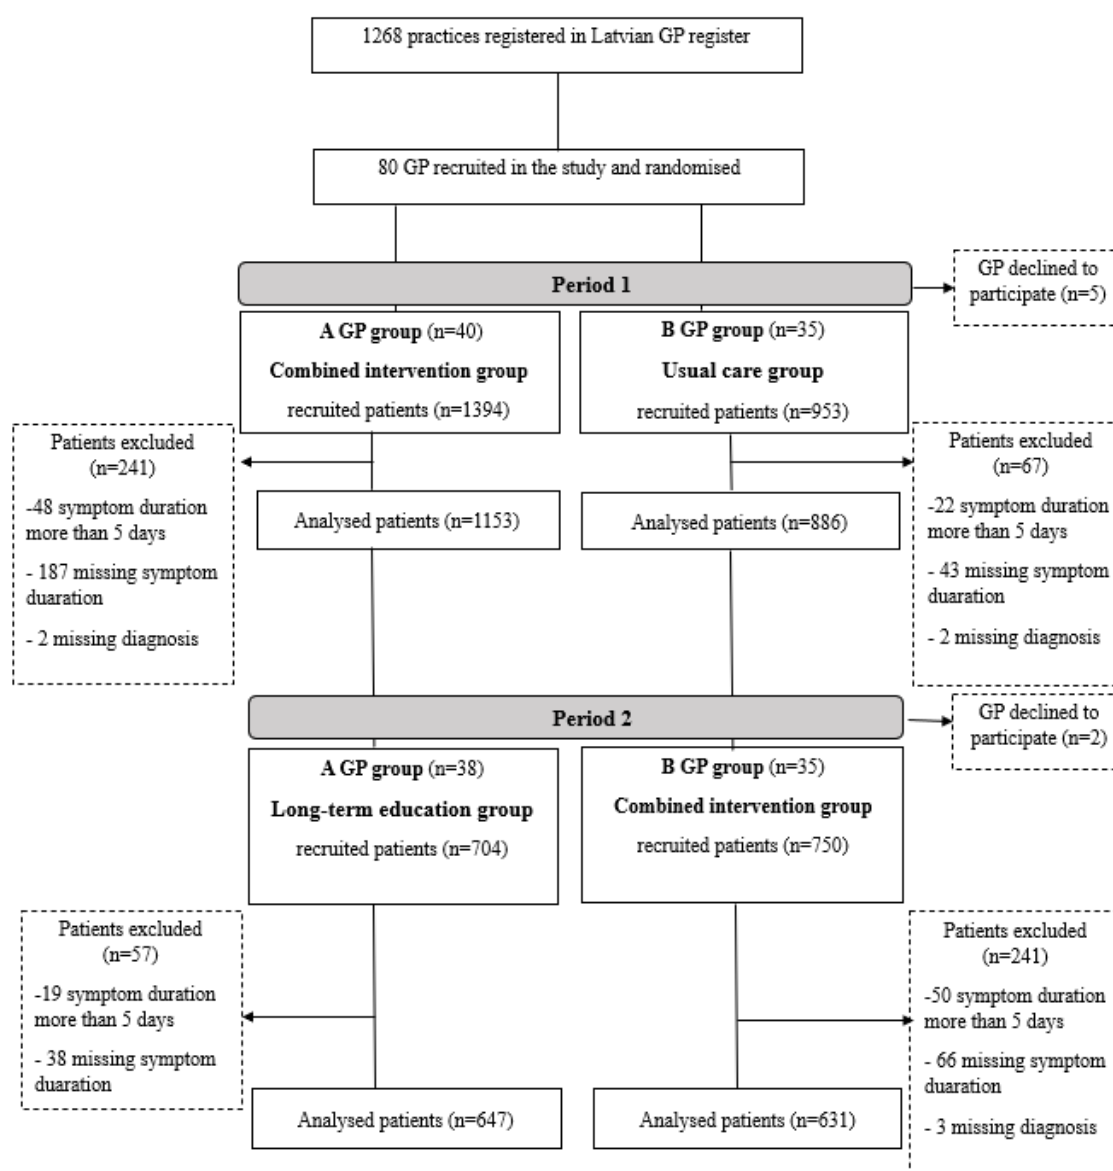 1268 practices registered in Latvian GP register
80 GP recruited in the study and randomised
Period 1
GP declined to
participate (n=5)
A GP group (n=40)
Combined intervention group
recruited patients (n=1394)
B GP group (n=35)
Usual care group
recruited patients (n=953)
Patients excluded
(n=241)
-48 symptom duration
more than 5 days
- 187 missing symptom
duaration
- 2 missing diagnosis
Analysed patients (n=1153)
Analysed patients (n=886)
Patients excluded
(n=67)
-22 symptom duration
more than 5 days
- 43 missing symptom
duaration
- 2 missing diagnosis
Period 2
GP declined to
participate (n=2)
A GP group (n=38)
Long-term education group
recruited patients (n=704)
B GP group (n=35)
Combined intervention group
recruited patients (n=750)
Patients excluded
(n=57)
-19 symptom duration
more than 5 days
- 38 missing symptom
duaration
Patients excluded
(n=241)
-50 symptom duration
more than 5 days
- 66 missing symptom
duaration
- 3 missing diagnosis
Analysed patients (n=647)
Analysed patients (n=631)